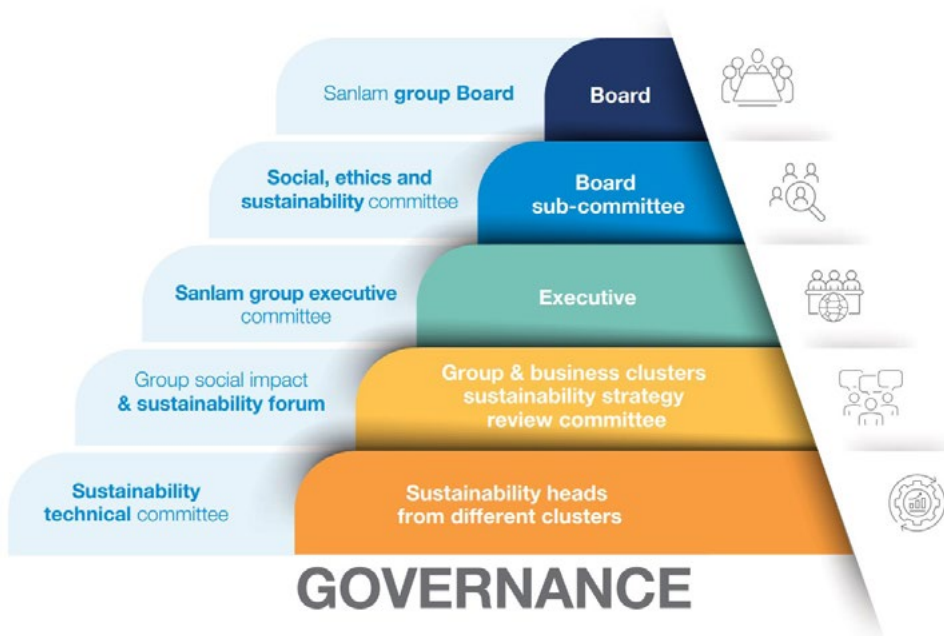 Sanlam group Board
Board
Social, ethics and
sustainability committee
Board
sub-committee
Sanlam group executive
committee
Executive
Group social impact
& sustainability forum
Group & business clusters
sustainability strategy
review committee
Sustainability
technical committee
Sustainability heads
from different clusters
GOVERNANCE